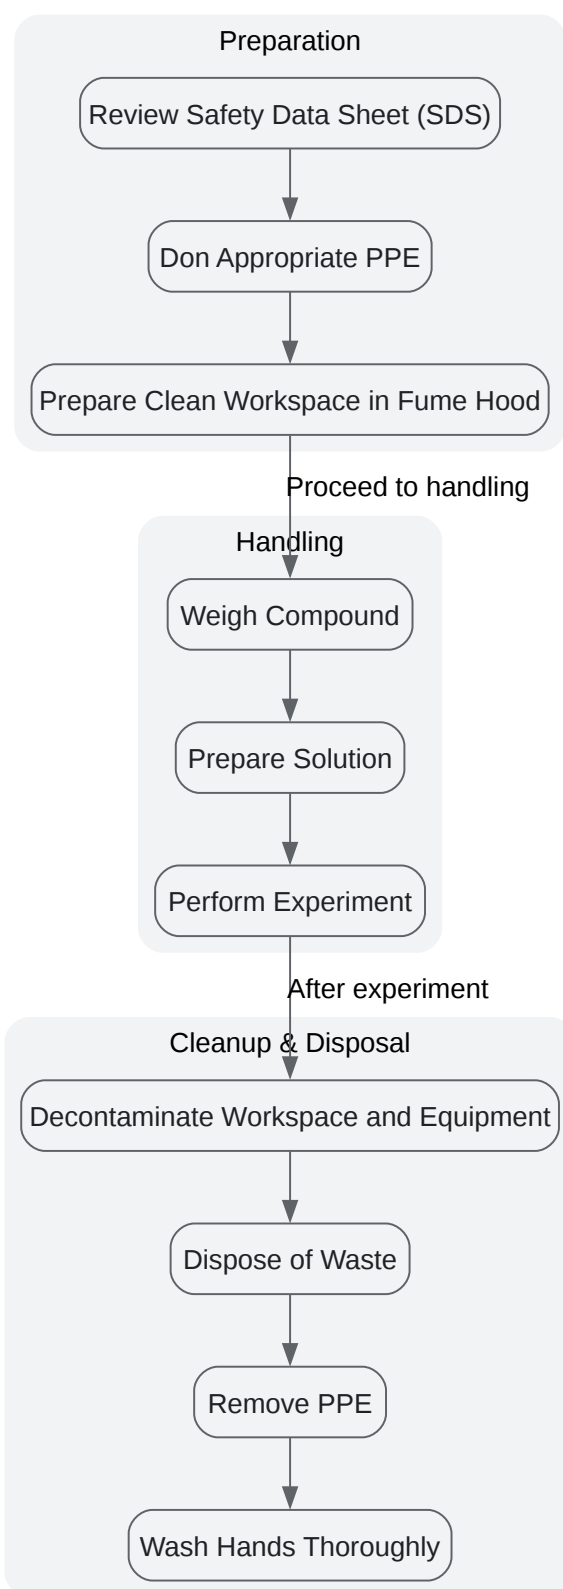 Preparation
Review Safety Data Sheet (SDS)
Don Appropriate PPE
Prepare Clean Workspace in Fume Hood
Proceed to handling
Handling
Weigh Compound
Prepare Solution
Perform Experiment
After experiment
Cleanup & Disposal
Decontaminate Workspace and Equipment
Dispose of Waste
Remove PPE
Wash Hands Thoroughly